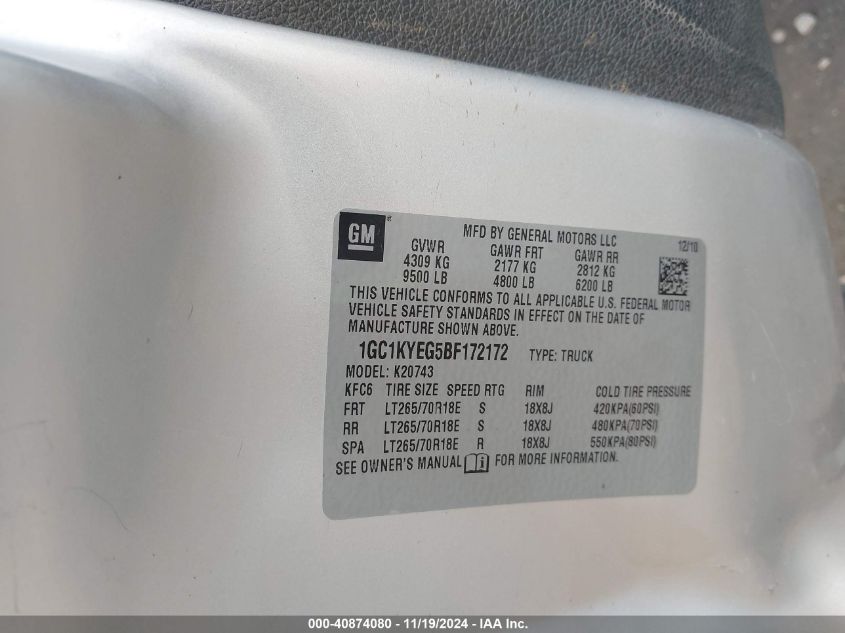 GM
MFD BY GENERAL MOTORS LLC 12/10
GVWR GAWR FRT GAWR RR
4309 KG 2177 KG 2812 KG
9500 LB 4800 LB 6200 LB
THIS VEHICLE CONFORMS TO ALL APPLICABLE U.S. FEDERAL MOTOR
VEHICLE SAFETY STANDARDS IN EFFECT ON THE DATE OF
MANUFACTURE SHOWN ABOVE.
1GC1KYEG5BF172172 TYPE: TRUCK
MODEL: K20743
KFC6 TIRE SIZE SPEED RTG RIM COLD TIRE PRESSURE
FRT LT265/70R18E S 18X8J 420KPA(60PSI)
RR LT265/70R18E S 18X8J 480KPA(70PSI)
SPA LT265/70R18E R 18X8J 550KPA(80PSI)
SEE OWNER'S MANUAL FOR MORE INFORMATION.
000-40874080 - 11/19/2024 - IAA Inc.